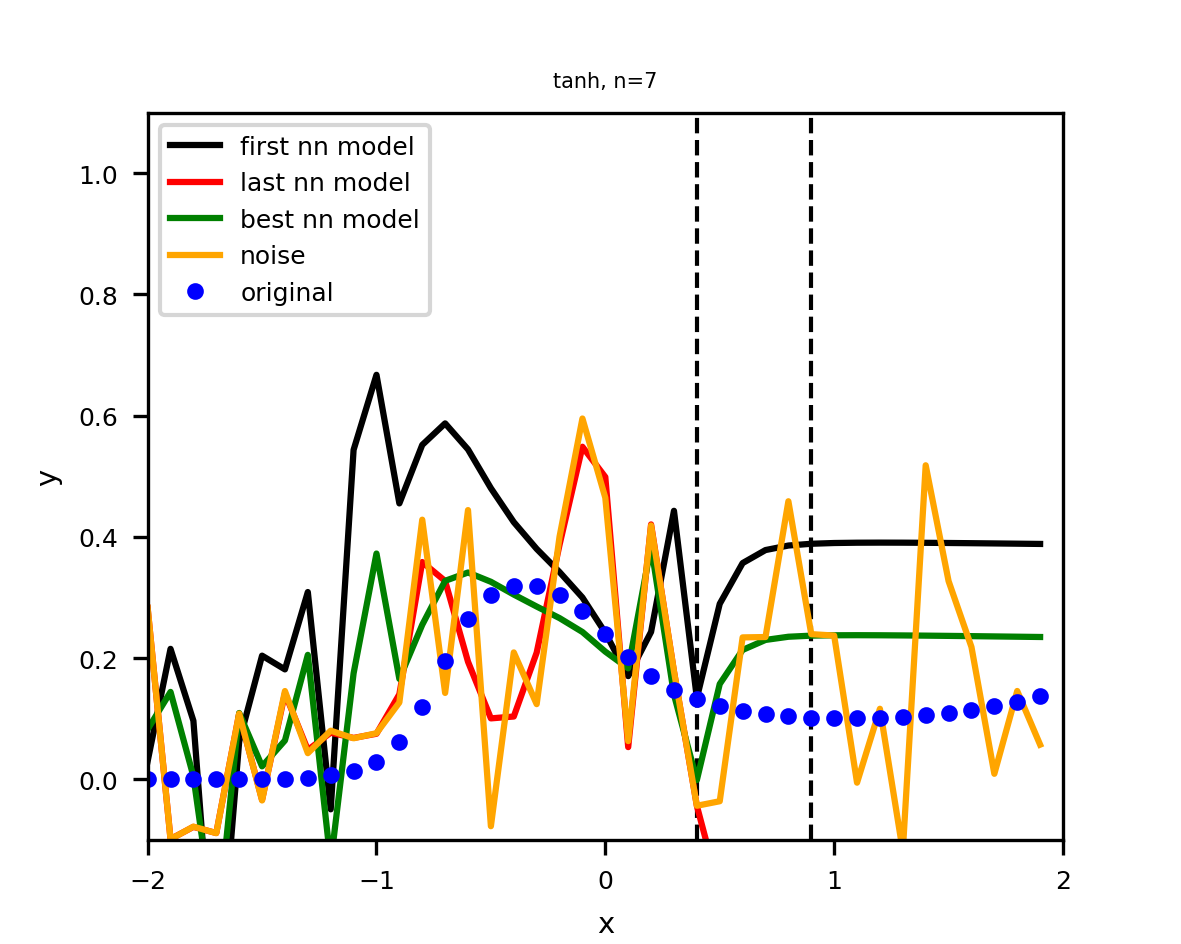 tanh, n=7
first nn model
last nn model
best nn model
noise
original
1.0
0.8
0.6
0.4
0.2
0.0
y
−2
−1
0
1
2
x